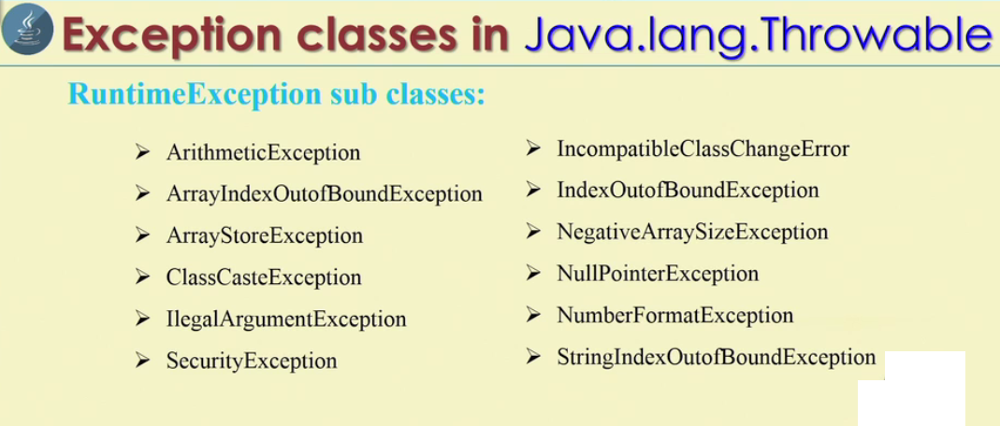 Exception classes in Java.lang.Throwable
RuntimeException sub classes:
ArithmeticException
ArrayIndexOutofBoundException
ArrayStoreException
ClassCasteException
IlegalArgumentException
SecurityException
IncompatibleClassChangeError
IndexOutofBoundException
NegativeArraySizeException
NullPointerException
NumberFormatException
StringIndexOutofBoundException